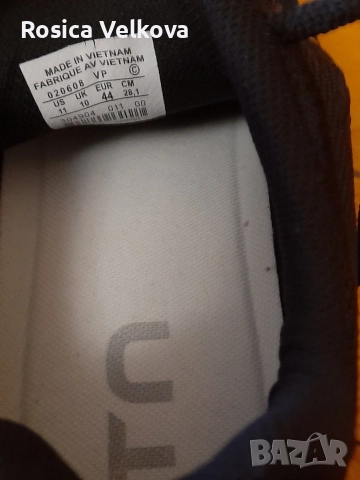 Rosica Velkova
MADE IN VIETNAM
FABRIQUE AV VIETNAM
020608 VP ©
US UK EUR CM
11 10 44 28,1
304904 011 00
BAZAR